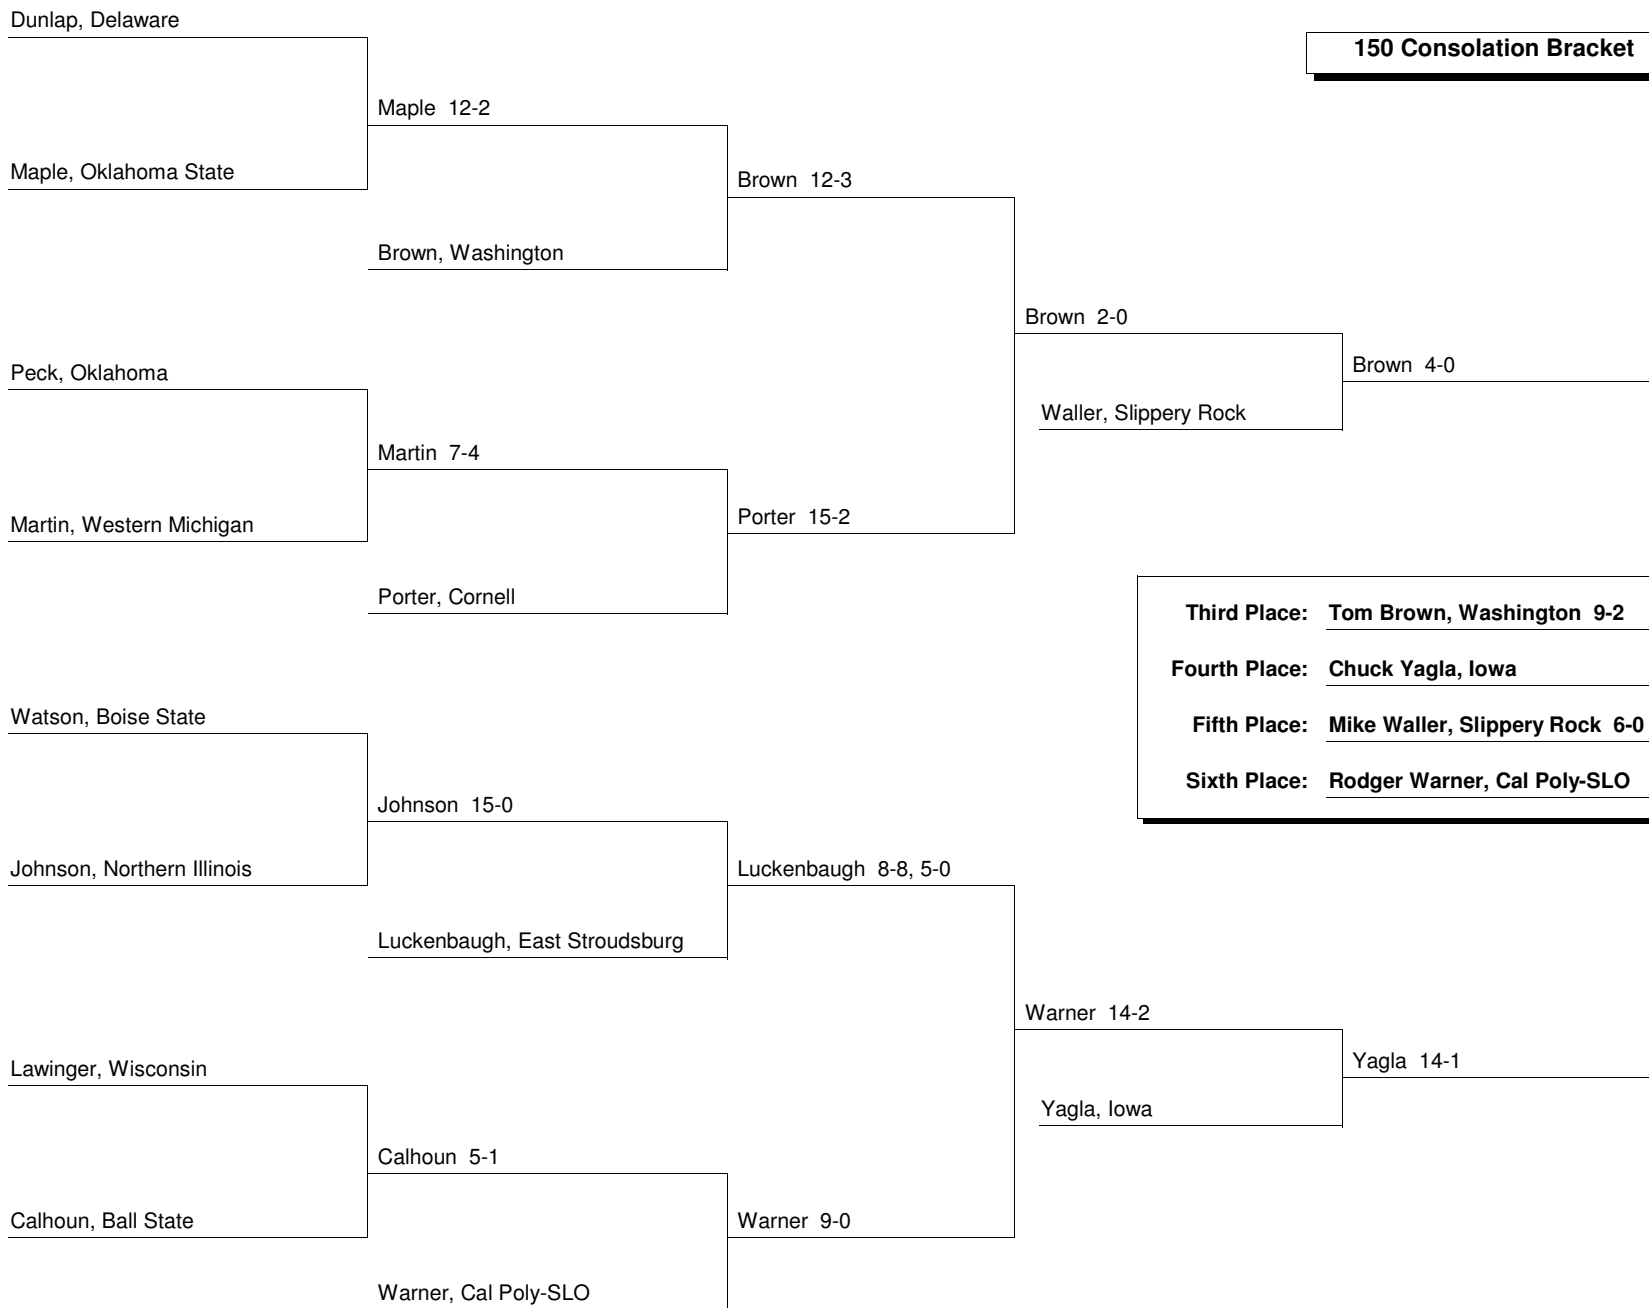 Dunlap, Delaware
150 Consolation Bracket
Maple 12-2
Maple, Oklahoma State
Brown 12-3
Brown, Washington
Brown 2-0
Peck, Oklahoma
Brown 4-0
Waller, Slippery Rock
Martin 7-4
Martin, Western Michigan
Porter 15-2
Porter, Cornell
Third Place: Tom Brown, Washington 9-2
Fourth Place: Chuck Yagla, Iowa
Fifth Place: Mike Waller, Slippery Rock 6-0
Sixth Place: Rodger Warner, Cal Poly-SLO
Watson, Boise State
Johnson 15-0
Johnson, Northern Illinois
Luckenbaugh 8-8, 5-0
Luckenbaugh, East Stroudsburg
Warner 14-2
Lawinger, Wisconsin
Yagla 14-1
Yagla, Iowa
Calhoun 5-1
Calhoun, Ball State
Warner 9-0
Warner, Cal Poly-SLO